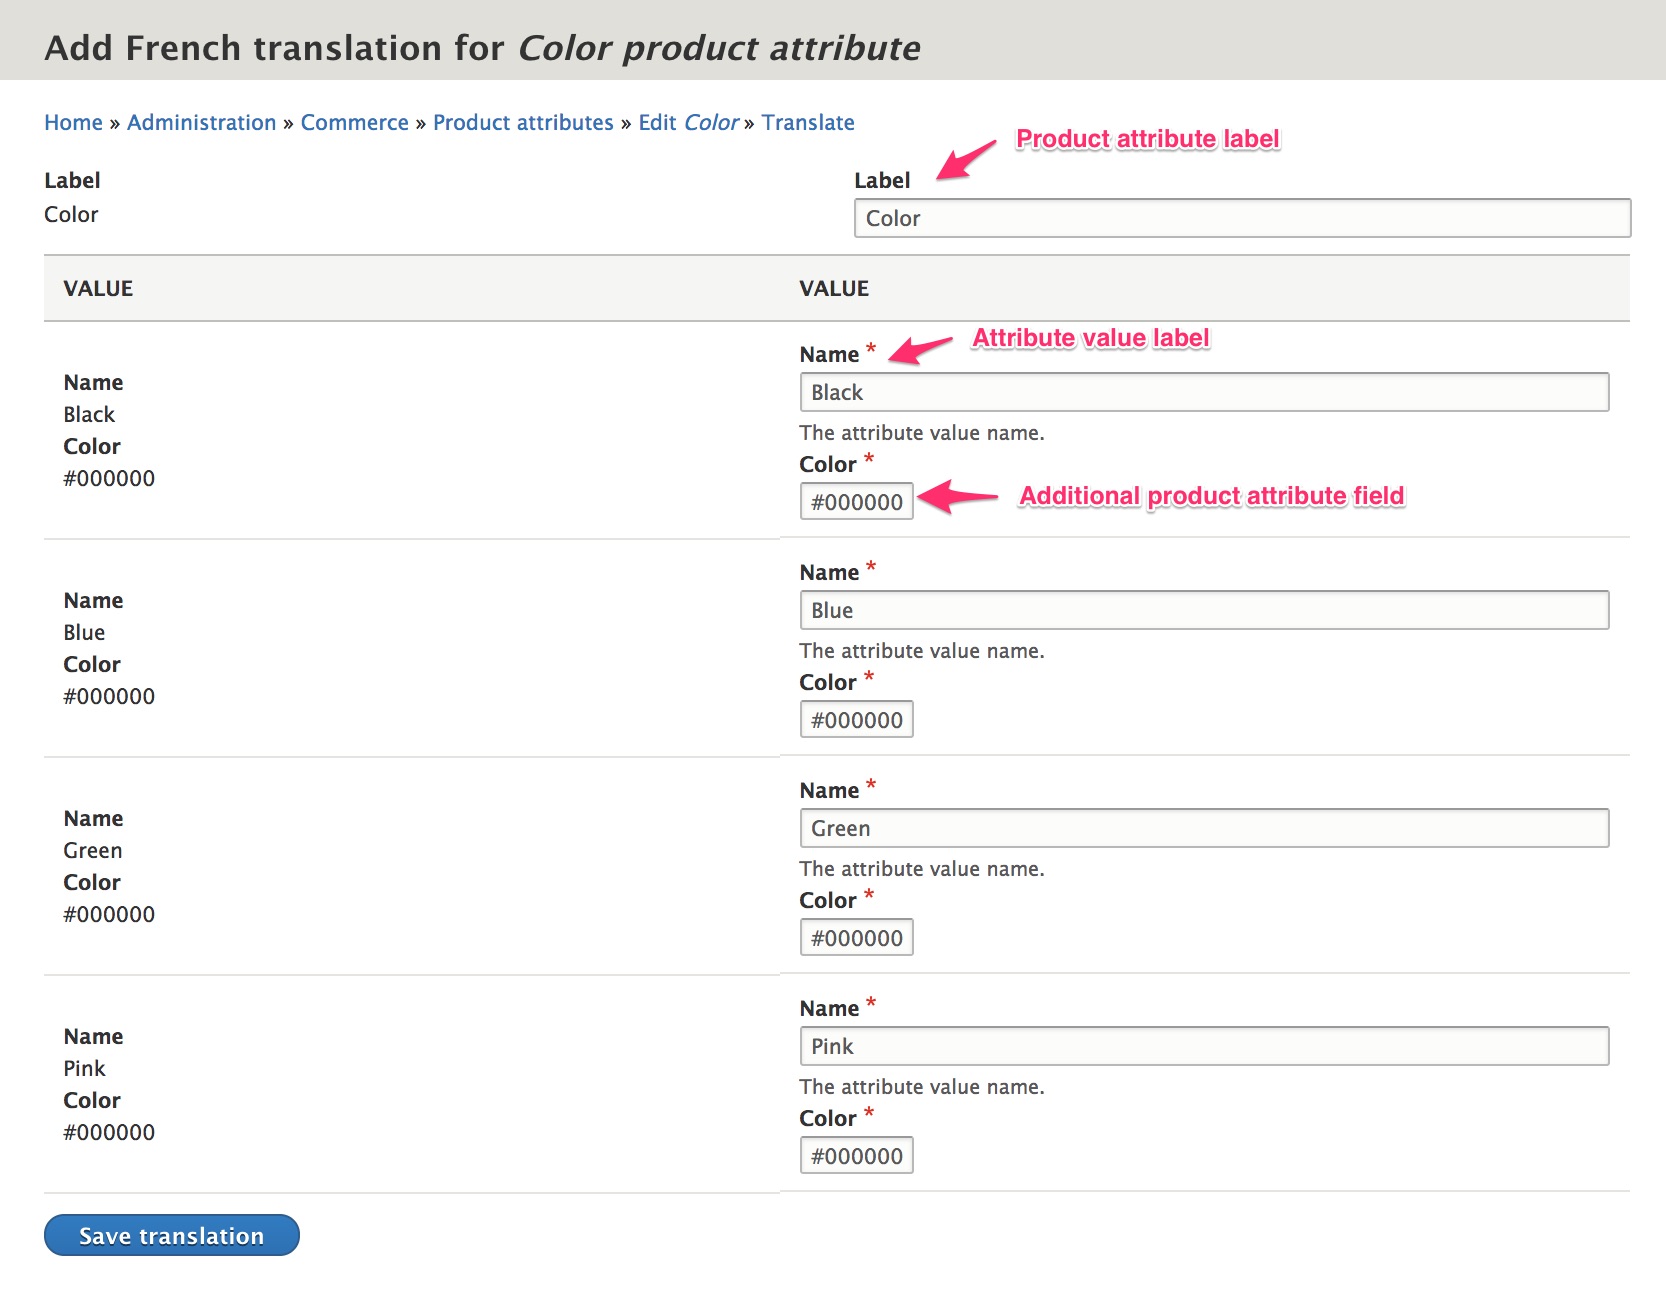 Add French translation for Color product attribute
Home » Administration » Commerce » Product attributes » Edit Color » Translate
Product attribute label
Label
Color
Label
Color
VALUE
VALUE
Name
Black
Color
#000000
Name *
Attribute value label
Black
The attribute value name.
Color *
#000000
Additional product attribute field
Name
Blue
Color
#000000
Name *
Blue
The attribute value name.
Color *
#000000
Name
Green
Color
#000000
Name *
Green
The attribute value name.
Color *
#000000
Name
Pink
Color
#000000
Name *
Pink
The attribute value name.
Color *
#000000
Save translation